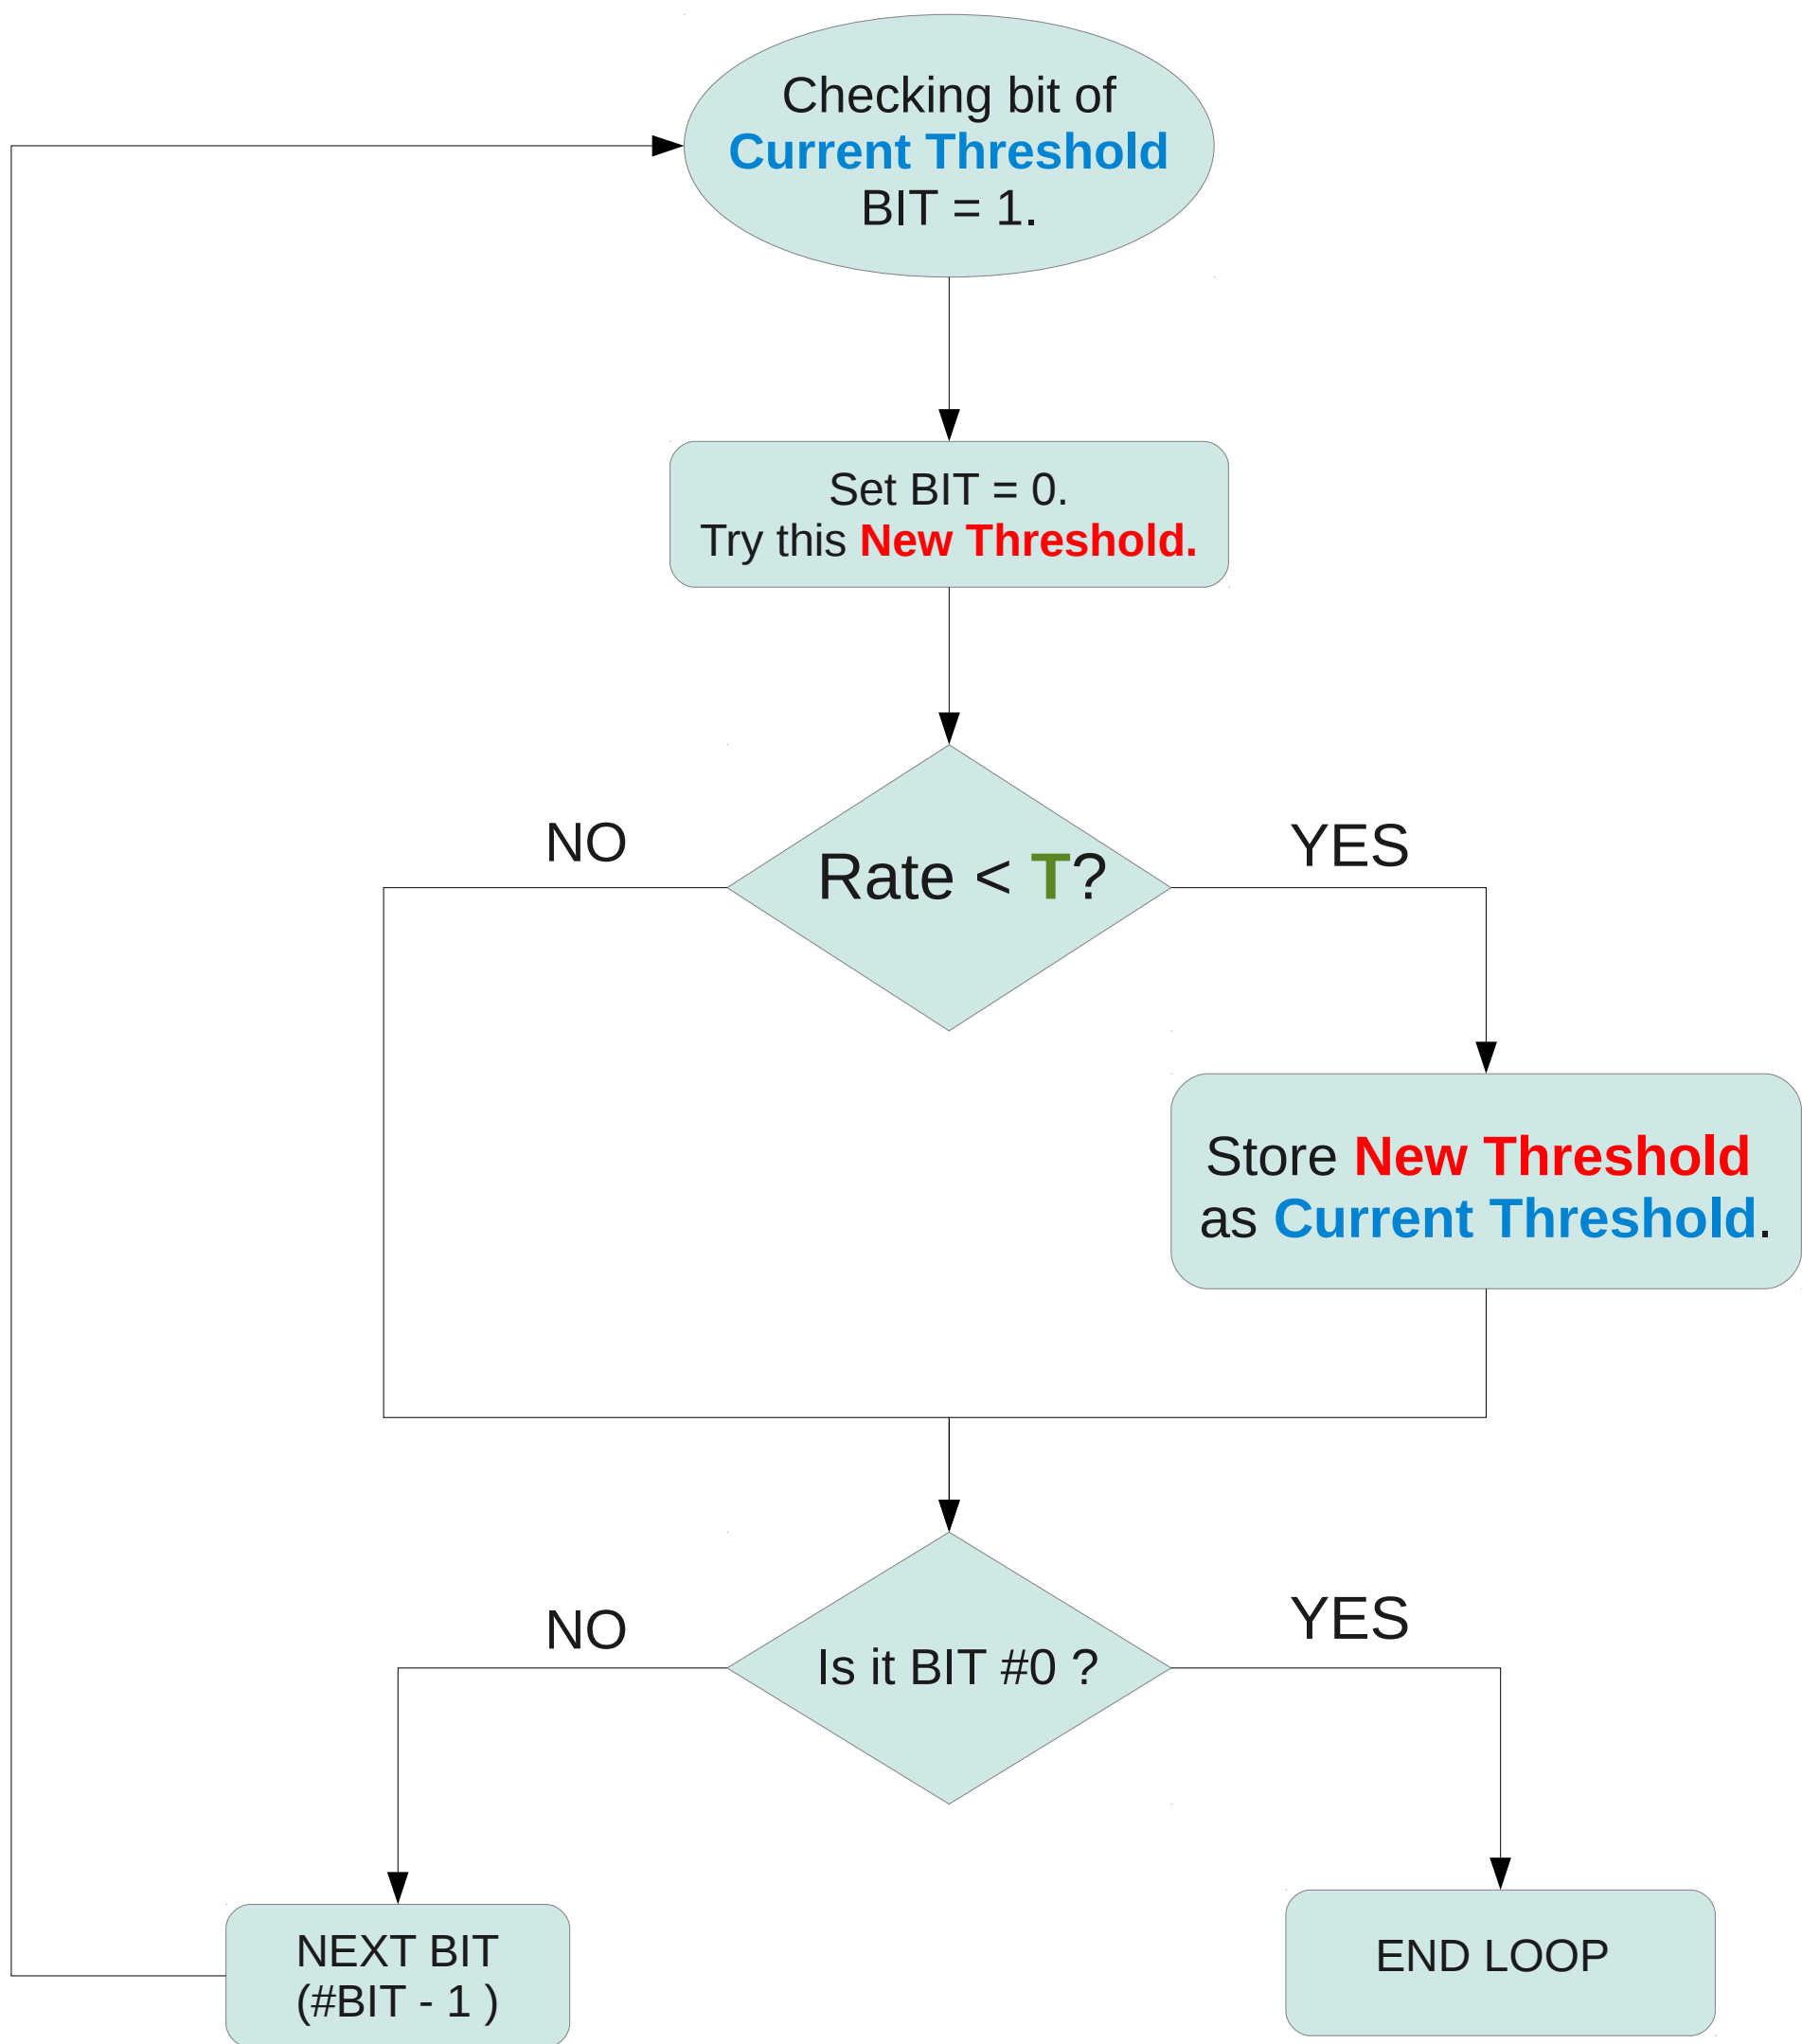 Checking bit of
Current Threshold
BIT = 1.
Set BIT = 0.
Try this New Threshold.
NO
YES
Rate < T?
Store New Threshold
as Current Threshold.
NO
YES
Is it BIT #0 ?
NEXT BIT
(#BIT - 1 )
END LOOP